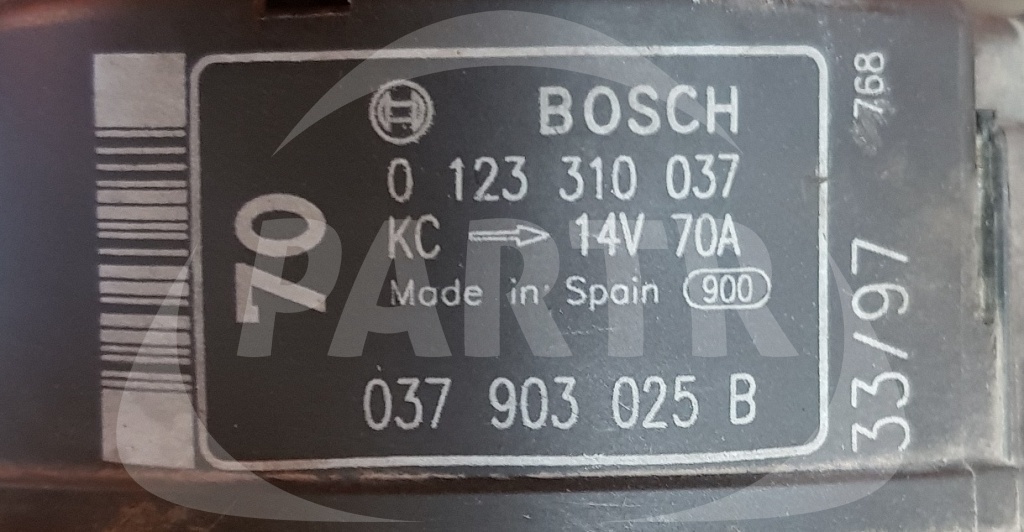 BOSCH
0 123 310 037
KC 14V 70A
Made in Spain 900
037 903 025 B
70
768
33/97
PARTR